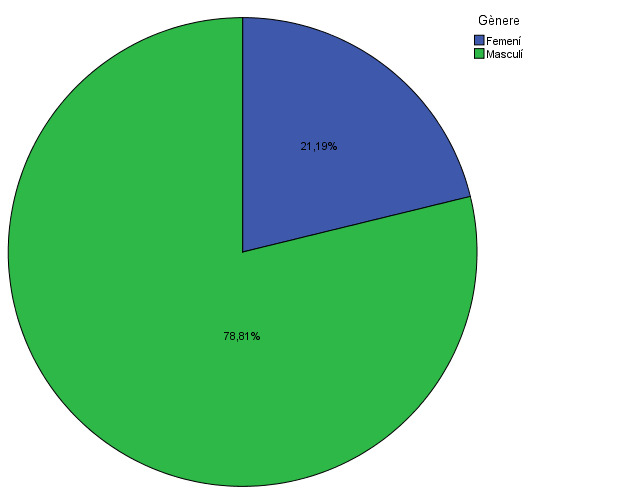 Gènere
Femení
Masculí
21,19%
78,81%